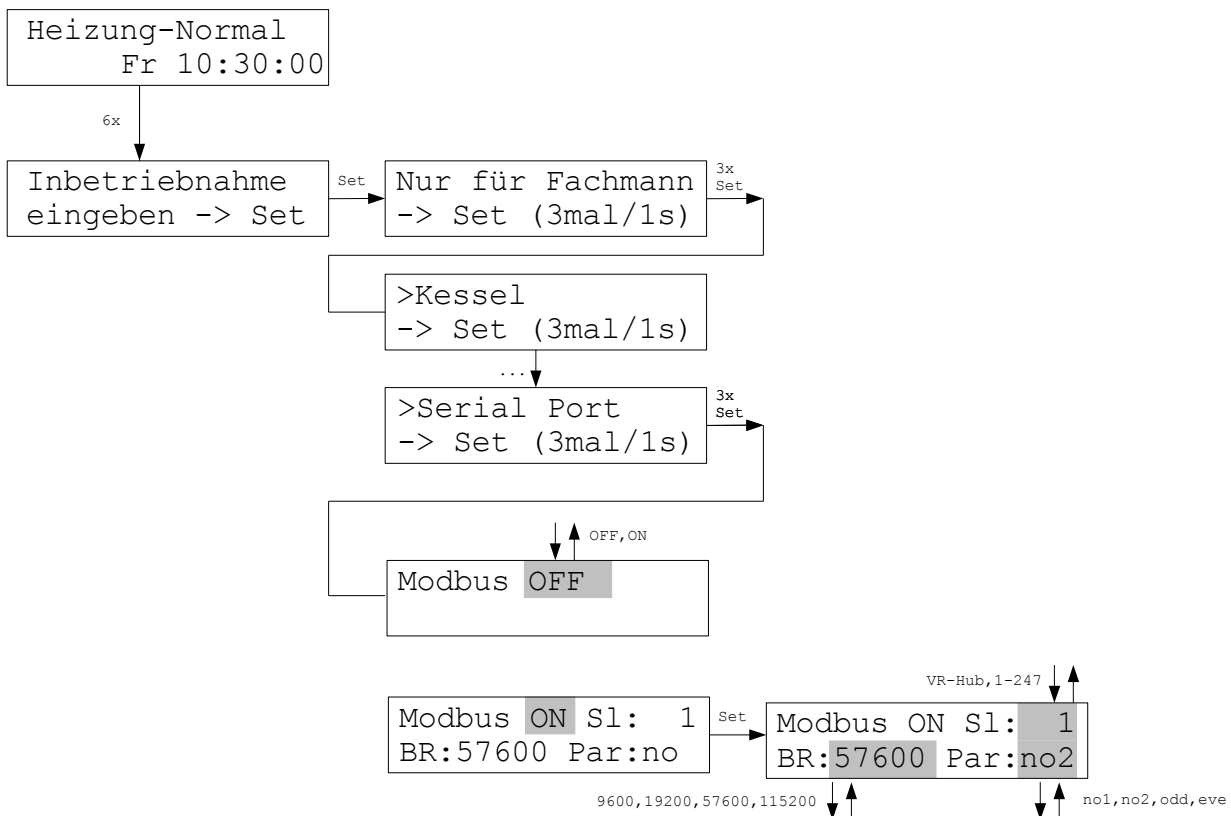 Heizung-Normal
Fr 10:30:00
6x
Inbetriebnahme
eingeben -> Set
Set
Nur für Fachmann
-> Set (3mal/1s)
3x
Set
>Kessel
-> Set (3mal/1s)
...
>Serial Port
-> Set (3mal/1s)
3x
Set
OFF,ON
Modbus OFF
Modbus ON Sl: 1
BR:57600 Par:no
Set
VR-Hub,1-247
Modbus ON Sl: 1
BR:57600 Par:no2
9600,19200,57600,115200
no1,no2,odd,eve